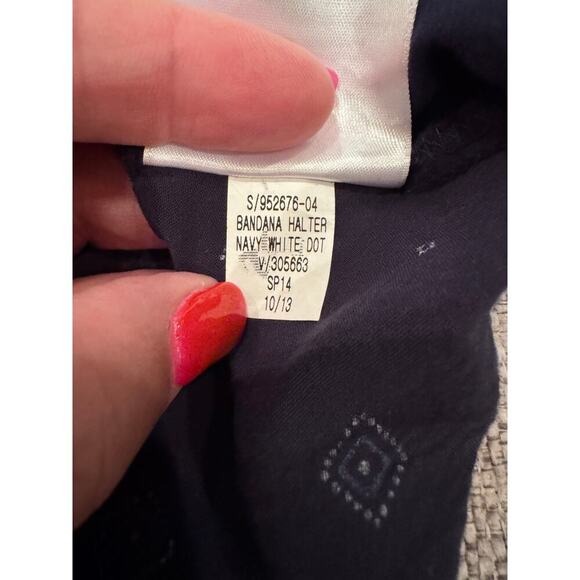 S/952676-04
BANDANA HALTER
NAVY WHITE DOT
V/305663
SP14
10/13